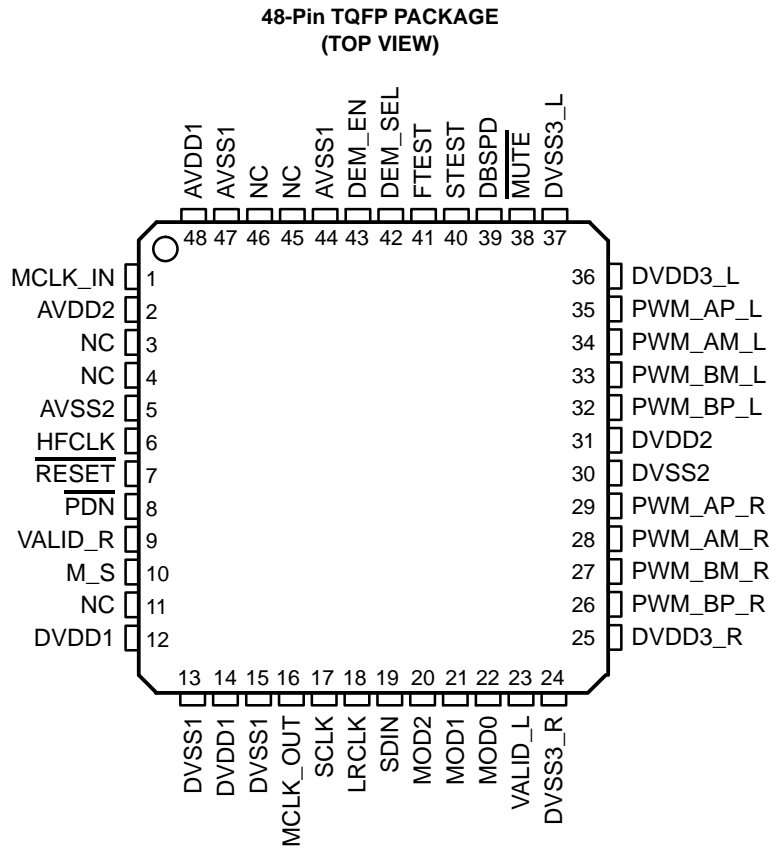 48-Pin TQFP PACKAGE
(TOP VIEW)
AVDD1
AVSS1
NC
NC
AVSS1
DEM_EN
DEM_SEL
FTEST
STEST
DBSPD
MUTE
DVSS3_L
48 47 46 45 44 43 42 41 40 39 38 37
MCLK_IN 1
AVDD2 2
NC 3
NC 4
AVSS2 5
HFCLK 6
RESET 7
PDN 8
VALID_R 9
M_S 10
NC 11
DVDD1 12
36 DVDD3_L
35 PWM_AP_L
34 PWM_AM_L
33 PWM_BM_L
32 PWM_BP_L
31 DVDD2
30 DVSS2
29 PWM_AP_R
28 PWM_AM_R
27 PWM_BM_R
26 PWM_BP_R
25 DVDD3_R
13 14 15 16 17 18 19 20 21 22 23 24
DVSS1
DVDD1
DVSS1
MCLK_OUT
SCLK
LRCLK
SDIN
MOD2
MOD1
MOD0
VALID_L
DVSS3_R